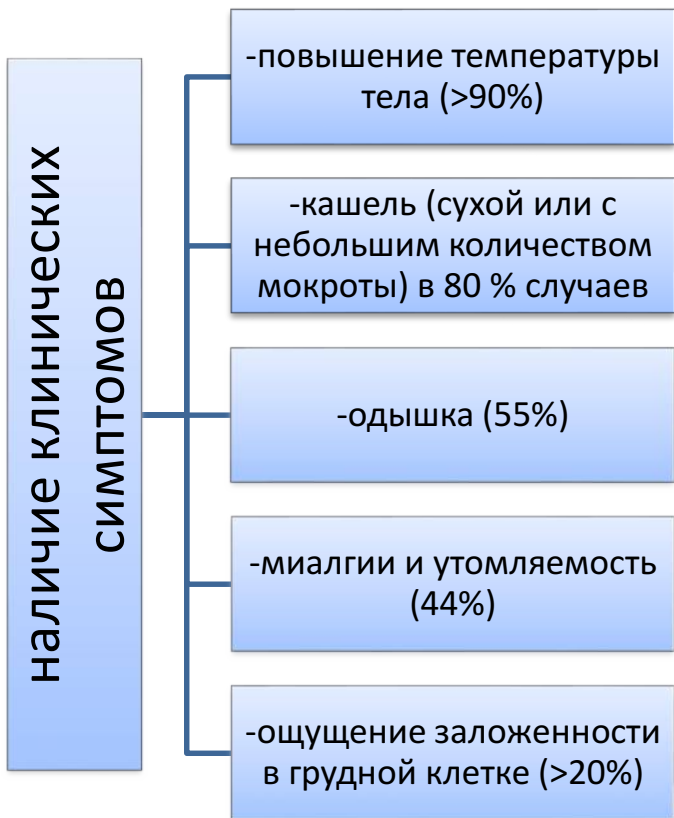 наличие клинических
симптомов
-повышение температуры
тела (>90%)
-кашель (сухой или с
небольшим количеством
мокроты) в 80 % случаев
-одышка (55%)
-миалгии и утомляемость
(44%)
-ощущение заложенности
в грудной клетке (>20%)